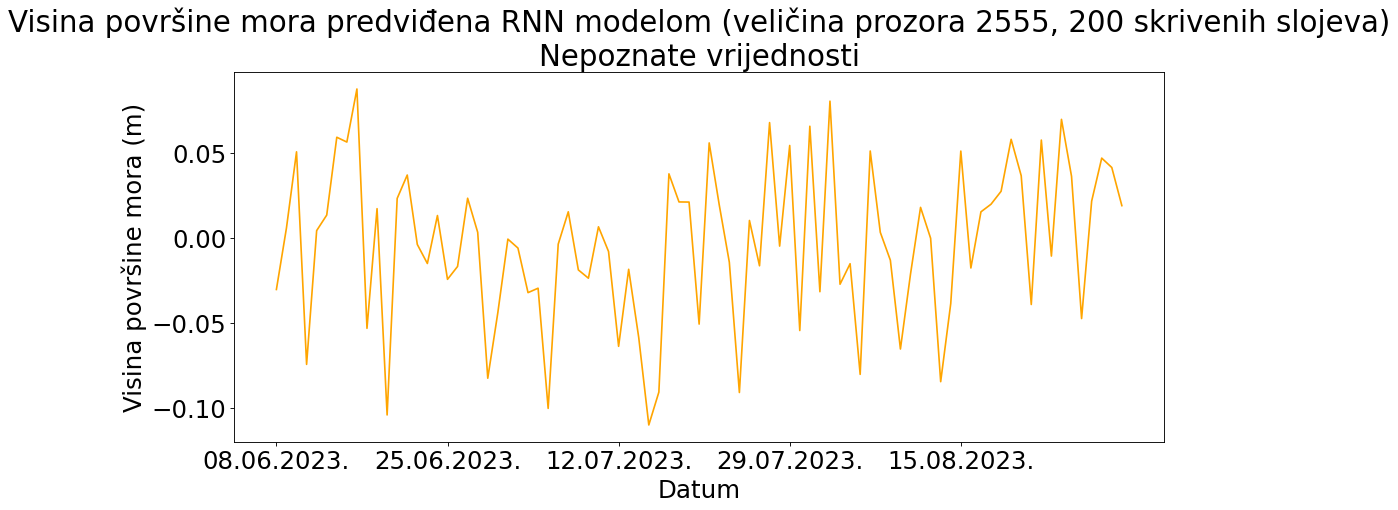 Visina površine mora predviđena RNN modelom (veličina prozora 2555, 200 skrivenih slojeva)
Nepoznate vrijednosti
Visina površine mora (m)
0.05
0.00
−0.05
−0.10
08.06.2023. 25.06.2023. 12.07.2023. 29.07.2023. 15.08.2023.
Datum